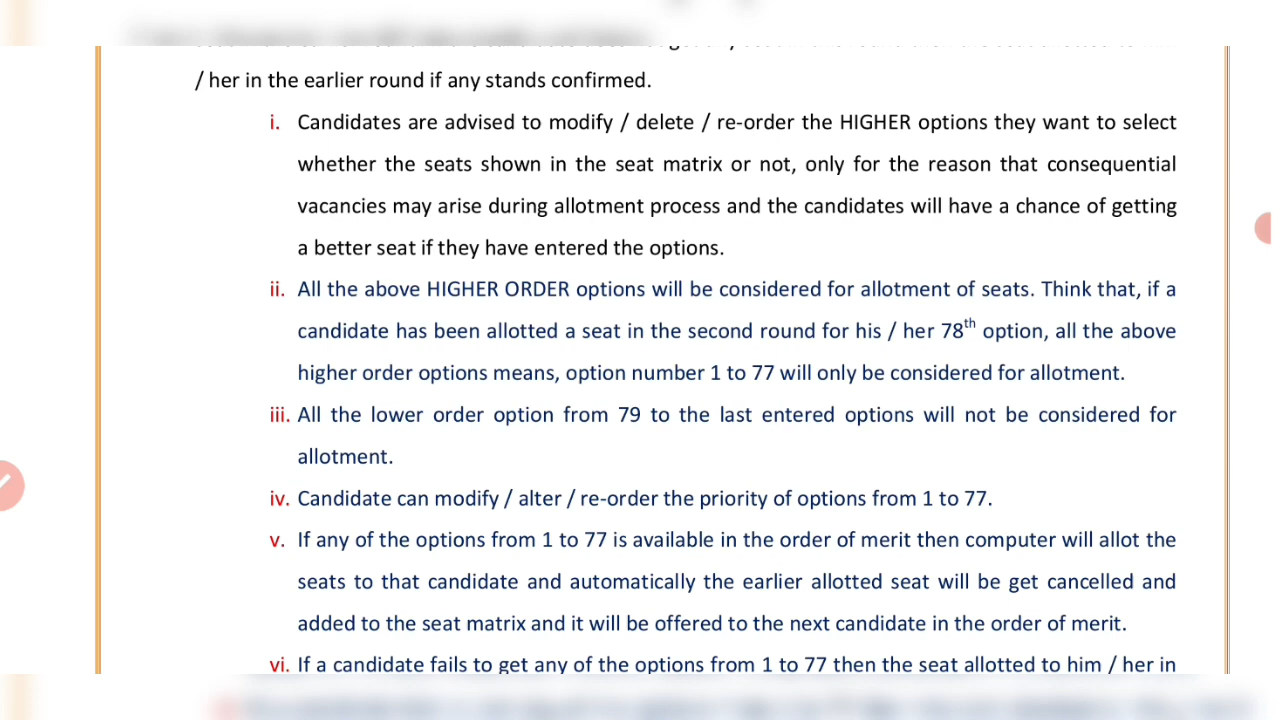 / her in the earlier round if any stands confirmed.
i. Candidates are advised to modify / delete / re-order the HIGHER options they want to select
whether the seats shown in the seat matrix or not, only for the reason that consequential
vacancies may arise during allotment process and the candidates will have a chance of getting
a better seat if they have entered the options.
ii. All the above HIGHER ORDER options will be considered for allotment of seats. Think that, if a
candidate has been allotted a seat in the second round for his / her 78th option, all the above
higher order options means, option number 1 to 77 will only be considered for allotment.
iii. All the lower order option from 79 to the last entered options will not be considered for
allotment.
iv. Candidate can modify / alter / re-order the priority of options from 1 to 77.
v. If any of the options from 1 to 77 is available in the order of merit then computer will allot the
seats to that candidate and automatically the earlier allotted seat will be get cancelled and
added to the seat matrix and it will be offered to the next candidate in the order of merit.
vi. If a candidate fails to get any of the options from 1 to 77 then the seat allotted to him / her in